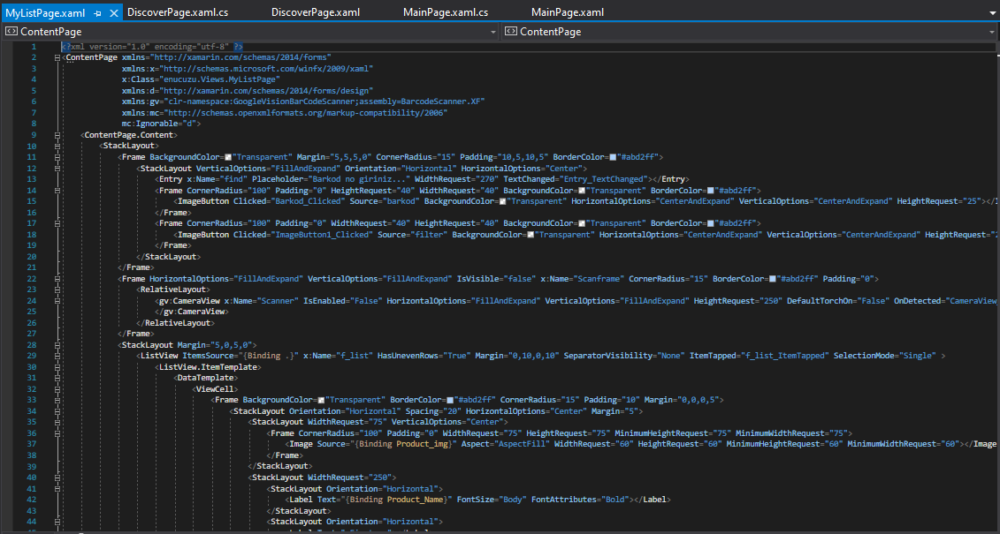 MyListPage.xaml DiscoverPage.xaml.cs DiscoverPage.xaml MainPage.xaml.cs MainPage.xaml
ContentPage ContentPage
1 <?xml version="1.0" encoding="utf-8" ?>
2 <ContentPage xmlns="http://xamarin.com/schemas/2014/forms"
3 xmlns:x="http://schemas.microsoft.com/winfx/2009/xaml"
4 x:Class="enucuzu.Views.MyListPage"
5 xmlns:d="http://xamarin.com/schemas/2014/forms/design"
6 xmlns:gv="clr-namespace:GoogleVisionBarCodeScanner;assembly=BarcodeScanner.XF"
7 xmlns:mc="http://schemas.openxmlformats.org/markup-compatibility/2006"
8 mc:Ignorable="d">
9 <ContentPage.Content>
10 <StackLayout>
11 <Frame BackgroundColor="Transparent" Margin="5,5,5,0" CornerRadius="15" Padding="10,5,10,5" BorderColor="#abd2ff">
12 <StackLayout VerticalOptions="FillAndExpand" Orientation="Horizontal" HorizontalOptions="Center">
13 <Entry x:Name="find" Placeholder="Barkod no giriniz..." WidthRequest="270" TextChanged="Entry_TextChanged"></Entry>
14 <Frame CornerRadius="100" Padding="0" HeightRequest="40" WidthRequest="40" BackgroundColor="Transparent" BorderColor="#abd2ff">
15 <ImageButton Clicked="Barkod_Clicked" Source="barkod" BackgroundColor="Transparent" HorizontalOptions="CenterAndExpand" VerticalOptions="CenterAndExpand" HeightRequest="25"></I
16 </Frame>
17 <Frame CornerRadius="100" Padding="0" WidthRequest="40" HeightRequest="40" BackgroundColor="Transparent" BorderColor="#abd2ff">
18 <ImageButton Clicked="ImageButton1_Clicked" Source="filter" BackgroundColor="Transparent" HorizontalOptions="CenterAndExpand" VerticalOptions="CenterAndExpand" HeightRequest="2
19 </Frame>
20 </StackLayout>
21 </Frame>
22 <Frame HorizontalOptions="FillAndExpand" VerticalOptions="FillAndExpand" IsVisible="false" x:Name="Scanframe" CornerRadius="15" BorderColor="#abd2ff" Padding="0">
23 <RelativeLayout>
24 <gv:CameraView x:Name="Scanner" IsEnabled="False" HorizontalOptions="FillAndExpand" VerticalOptions="FillAndExpand" HeightRequest="250" DefaultTorchOn="False" OnDetected="CameraView_
25 </gv:CameraView>
26 </RelativeLayout>
27 </Frame>
28 <StackLayout Margin="5,0,5,0">
29 <ListView ItemsSource="{Binding .}" x:Name="f_list" HasUnevenRows="True" Margin="0,10,0,10" SeparatorVisibility="None" ItemTapped="f_list_ItemTapped" SelectionMode="Single" >
30 <ListView.ItemTemplate>
31 <DataTemplate>
32 <ViewCell>
33 <Frame BackgroundColor="Transparent" BorderColor="#abd2ff" CornerRadius="15" Padding="10" Margin="0,0,0,5">
34 <StackLayout Orientation="Horizontal" Spacing="20" HorizontalOptions="Center" Margin="5">
35 <StackLayout WidthRequest="75" VerticalOptions="Center">
36 <Frame CornerRadius="100" Padding="0" WidthRequest="75" HeightRequest="75" MinimumHeightRequest="75" MinimumWidthRequest="75">
37 <Image Source="{Binding Product_img}" Aspect="AspectFill" WidthRequest="60" HeightRequest="60" MinimumHeightRequest="60" MinimumWidthRequest="60"></Image
38 </Frame>
39 </StackLayout>
40 <StackLayout WidthRequest="250">
41 <StackLayout Orientation="Horizontal">
42 <Label Text="{Binding Product_Name}" FontSize="Body" FontAttributes="Bold"></Label>
43 </StackLayout>
44 <StackLayout Orientation="Horizontal">